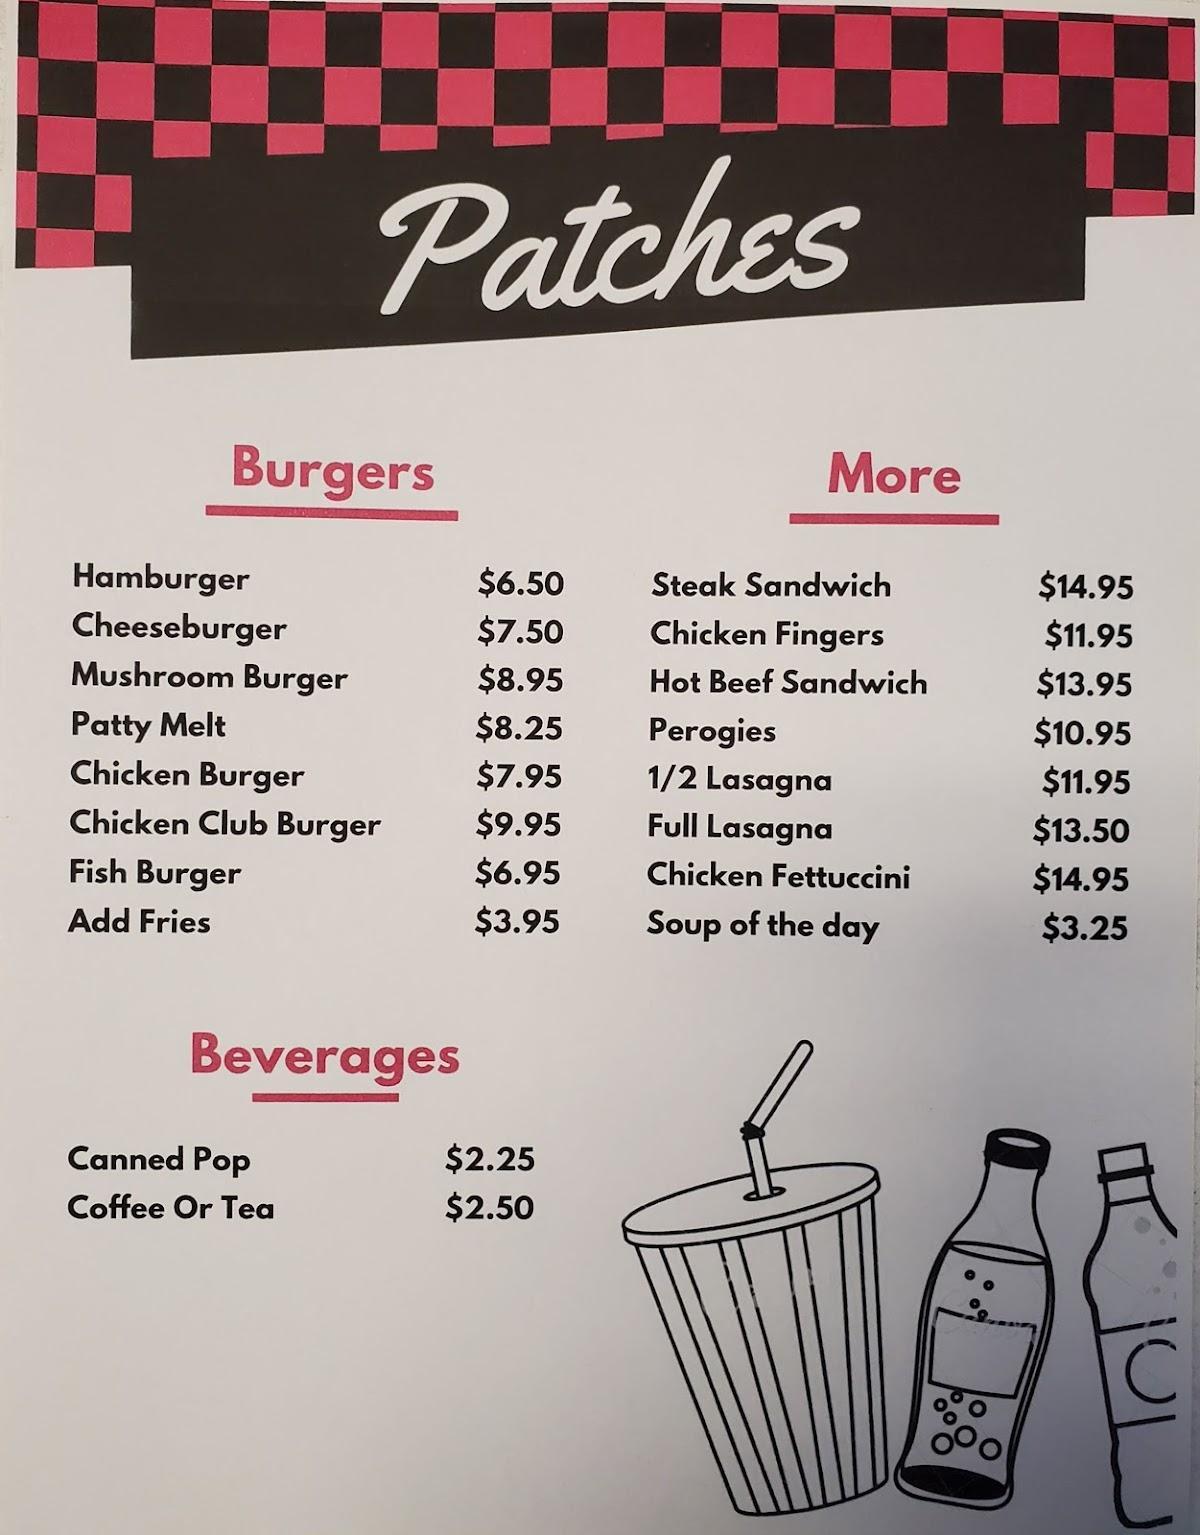 Patches
Burgers
Hamburger $6.50
Cheeseburger $7.50
Mushroom Burger $8.95
Patty Melt $8.25
Chicken Burger $7.95
Chicken Club Burger $9.95
Fish Burger $6.95
Add Fries $3.95
More
Steak Sandwich $14.95
Chicken Fingers $11.95
Hot Beef Sandwich $13.95
Perogies $10.95
1/2 Lasagna $11.95
Full Lasagna $13.50
Chicken Fettuccini $14.95
Soup of the day $3.25
Beverages
Canned Pop $2.25
Coffee Or Tea $2.50